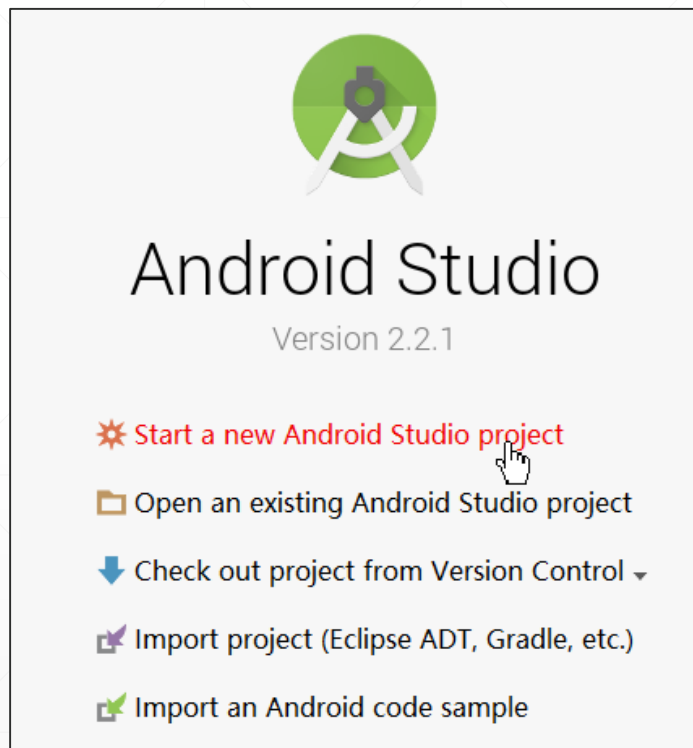 Android Studio
Version 2.2.1
Start a new Android Studio project
Open an existing Android Studio project
Check out project from Version Control
Import project (Eclipse ADT, Gradle, etc.)
Import an Android code sample